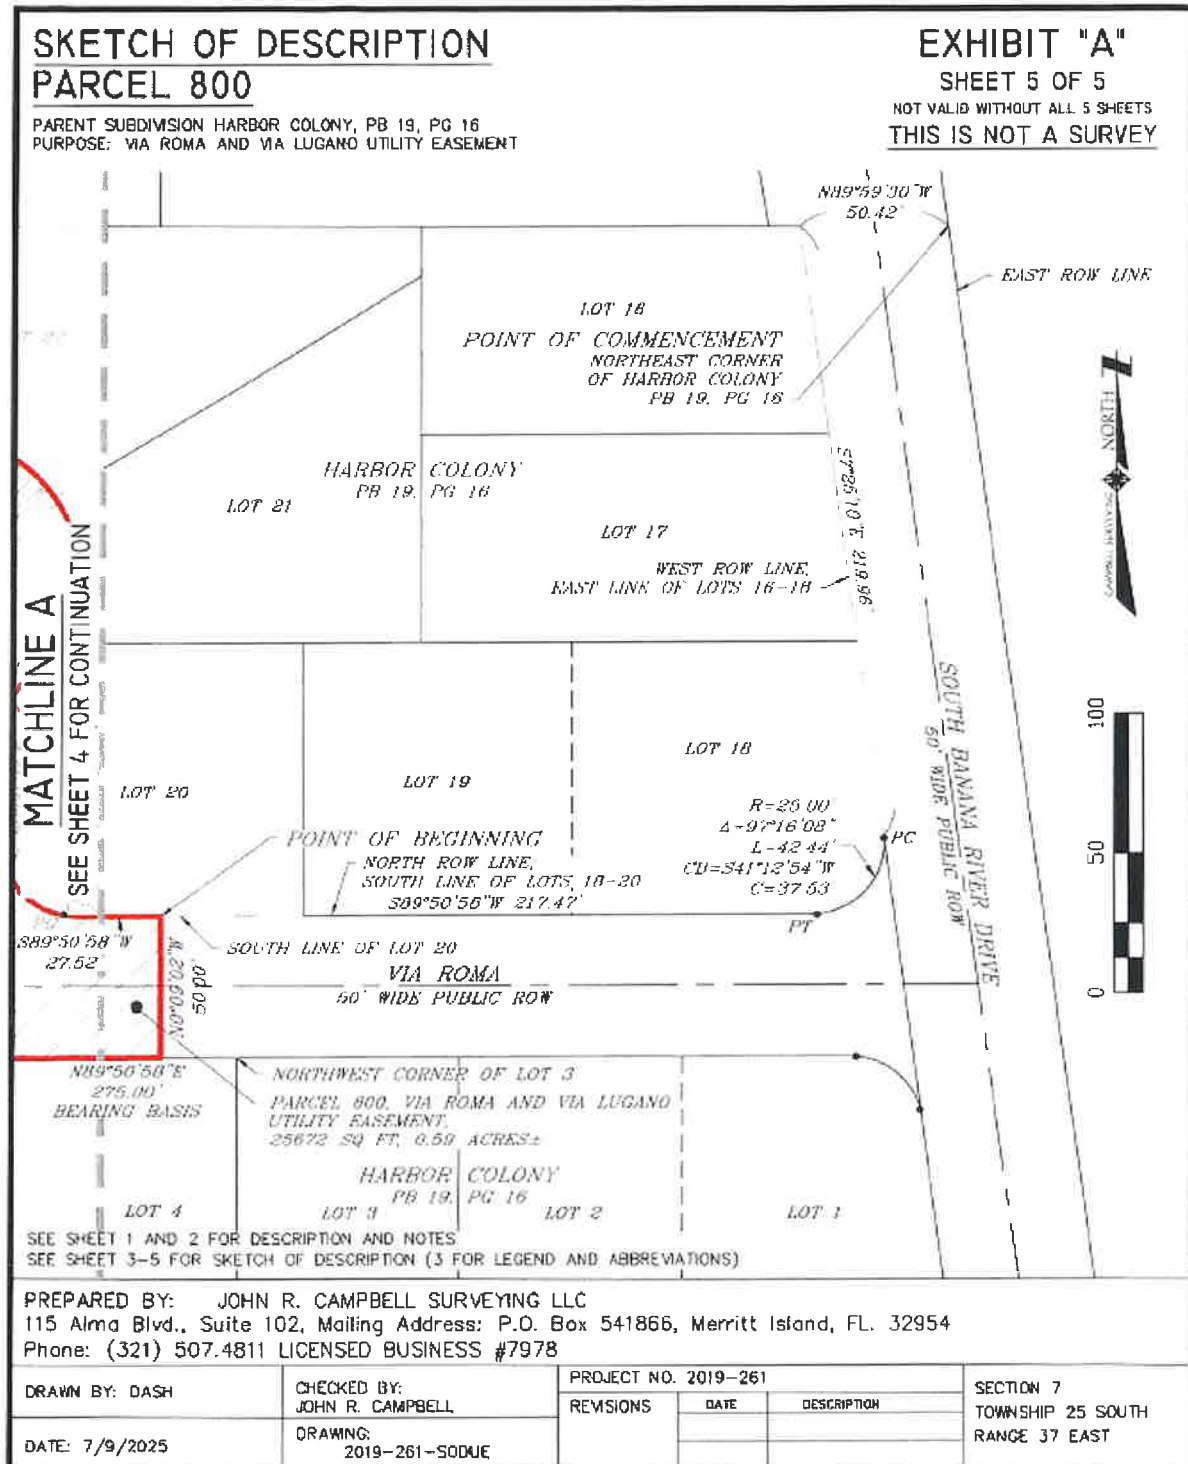 SKETCH OF DESCRIPTION
PARCEL 800
PARENT SUBDIVISION HARBOR COLONY, PB 19, PG 16
PURPOSE: VIA ROMA AND VIA LUGANO UTILITY EASEMENT
EXHIBIT "A"
SHEET 5 OF 5
NOT VALID WITHOUT ALL 5 SHEETS
THIS IS NOT A SURVEY
N89°59'30"W
50.42'
EAST ROW LINE
LOT 16
POINT OF COMMENCEMENT
NORTHEAST CORNER
OF HARBOR COLONY
PB 19, PG 16
NORTH
CAMPBELL SURVEYING
HARBOR COLONY
PB 19, PG 16
LOT 21
LOT 17
WEST ROW LINE,
EAST LINE OF LOTS 16-18
S7°25'10"E 219.96'
MATCHLINE A
SEE SHEET 4 FOR CONTINUATION
SOUTH BANANA RIVER DRIVE
50' WIDE PUBLIC ROW
100
50
0
LOT 18
LOT 19
LOT 20
R=25.00'
Δ=97°16'08"
L=42.44'
CB=S41°12'54"W
C=37.53'
PC
PT
POINT OF BEGINNING
NORTH ROW LINE,
SOUTH LINE OF LOTS 18-20
S89°50'58"W 217.47'
S89°50'58"W
27.52'
SOUTH LINE OF LOT 20
N0°09'02"W
50.00'
VIA ROMA
50' WIDE PUBLIC ROW
N89°50'58"E
275.00'
BEARING BASIS
NORTHWEST CORNER OF LOT 3
PARCEL 800, VIA ROMA AND VIA LUGANO
UTILITY EASEMENT,
25672 SQ FT, 0.59 ACRES±
HARBOR COLONY
PB 19, PG 16
LOT 4
LOT 3
LOT 2
LOT 1
SEE SHEET 1 AND 2 FOR DESCRIPTION AND NOTES
SEE SHEET 3-5 FOR SKETCH OF DESCRIPTION (3 FOR LEGEND AND ABBREVIATIONS)
PREPARED BY: JOHN R. CAMPBELL SURVEYING LLC
115 Alma Blvd., Suite 102, Mailing Address: P.O. Box 541866, Merritt Island, FL. 32954
Phone: (321) 507.4811 LICENSED BUSINESS #7978
DRAWN BY: DASH
CHECKED BY:
JOHN R. CAMPBELL
PROJECT NO. 2019-261
REVISIONS
DATE
DESCRIPTION
SECTION 7
TOWNSHIP 25 SOUTH
RANGE 37 EAST
DATE: 7/9/2025
DRAWING:
2019-261-SODUE